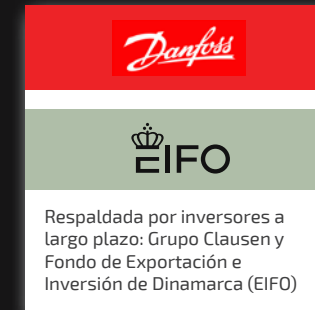 Danfoss
EIFO
Respaldada por inversores a
largo plazo: Grupo Clausen y
Fondo de Exportación e
Inversión de Dinamarca (EIFO)